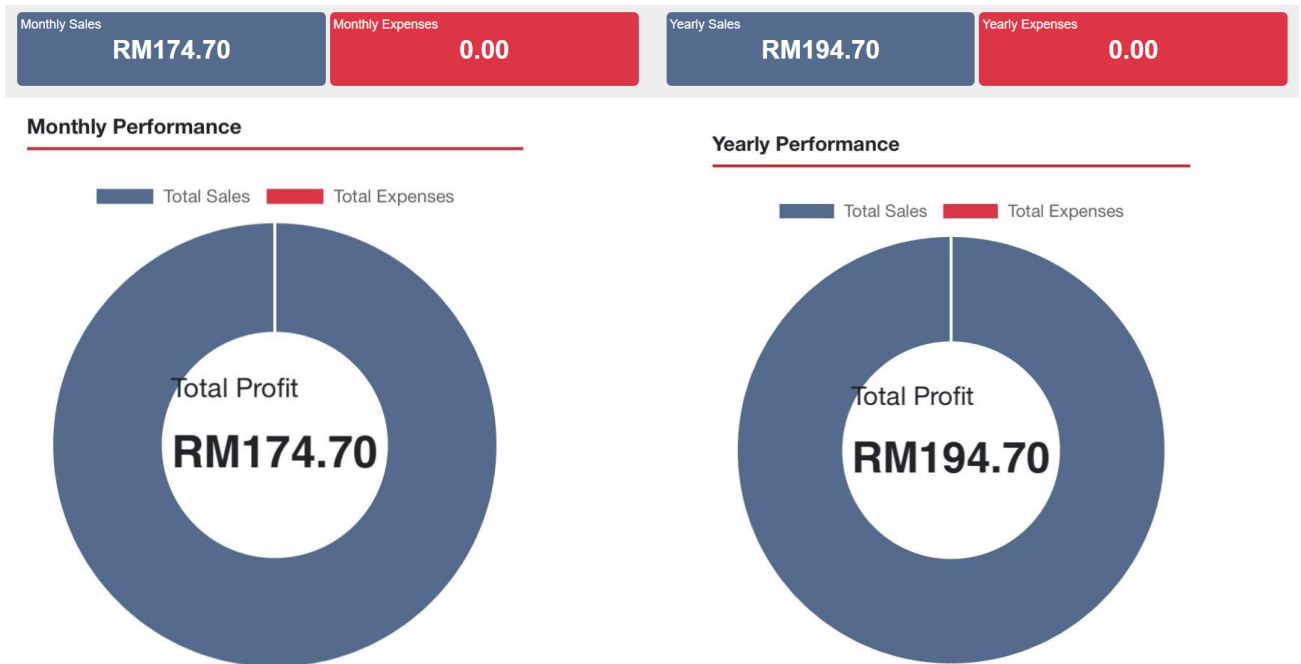 Monthly Sales
RM174.70
Monthly Expenses
0.00
Yearly Sales
RM194.70
Yearly Expenses
0.00
Monthly Performance
Total Sales
Total Expenses
Total Profit
RM174.70
Yearly Performance
Total Sales
Total Expenses
Total Profit
RM194.70